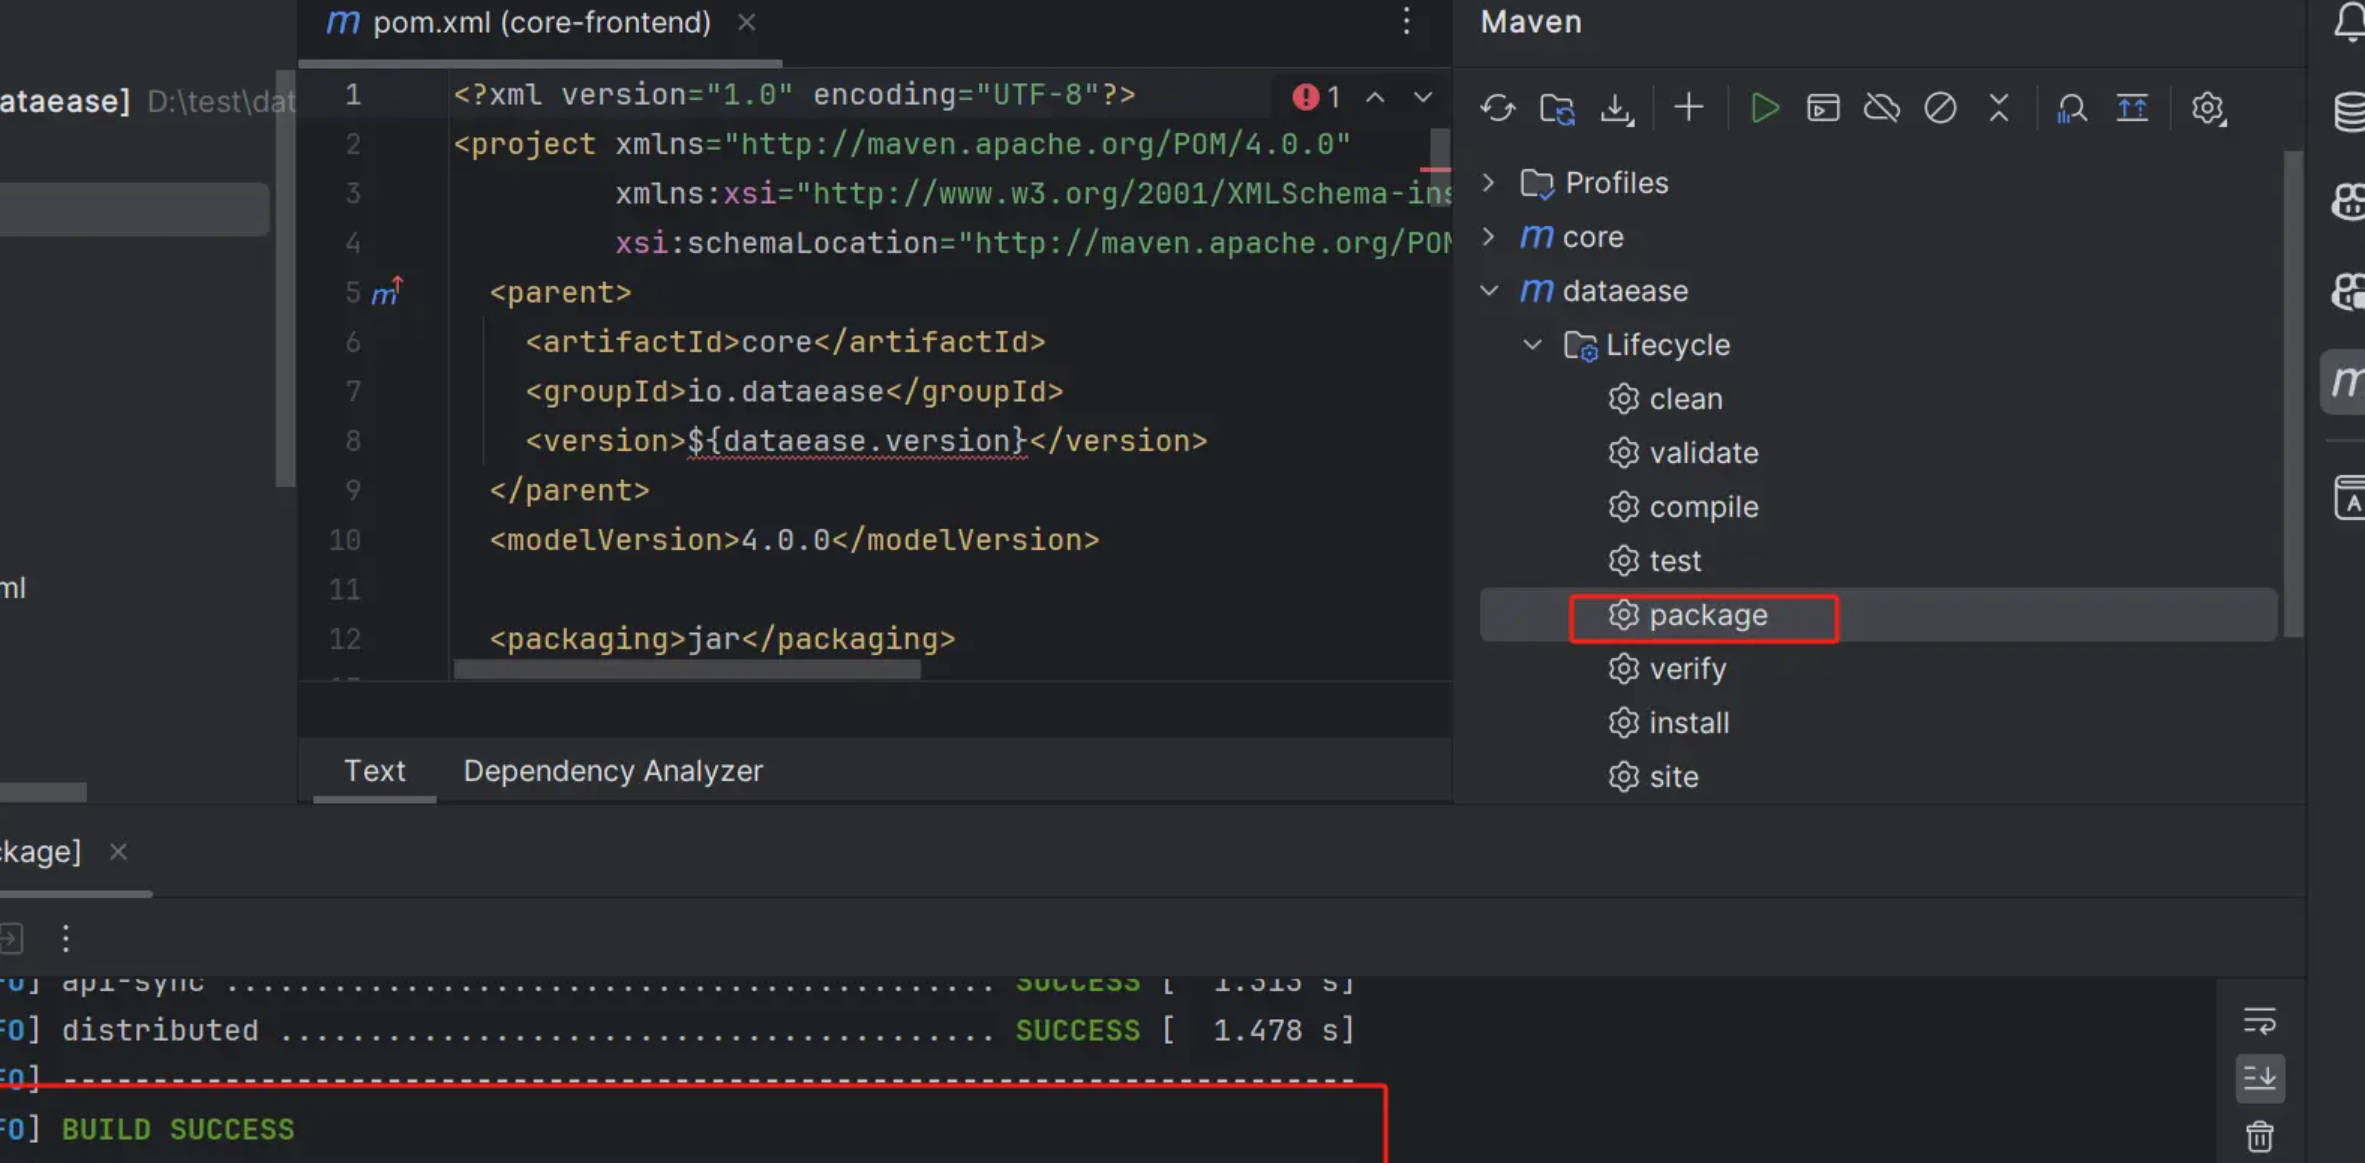 pom.xml (core-frontend)
Maven
ataease] D:\test\dat
1 <?xml version="1.0" encoding="UTF-8"?>
1
2 <project xmlns="http://maven.apache.org/POM/4.0.0"
3 xmlns:xsi="http://www.w3.org/2001/XMLSchema-ins
4 xsi:schemaLocation="http://maven.apache.org/POM
5 <parent>
6 <artifactId>core</artifactId>
7 <groupId>io.dataease</groupId>
8 <version>${dataease.version}</version>
9 </parent>
10 <modelVersion>4.0.0</modelVersion>
11
12 <packaging>jar</packaging>
ml
Text
Dependency Analyzer
Profiles
core
dataease
Lifecycle
clean
validate
compile
test
package
verify
install
site
ckage]
FO] api-sync ........................................... SUCCESS [ 1.313 s]
FO] distributed ........................................ SUCCESS [ 1.478 s]
FO] ------------------------------------------------------------------------
FO] BUILD SUCCESS